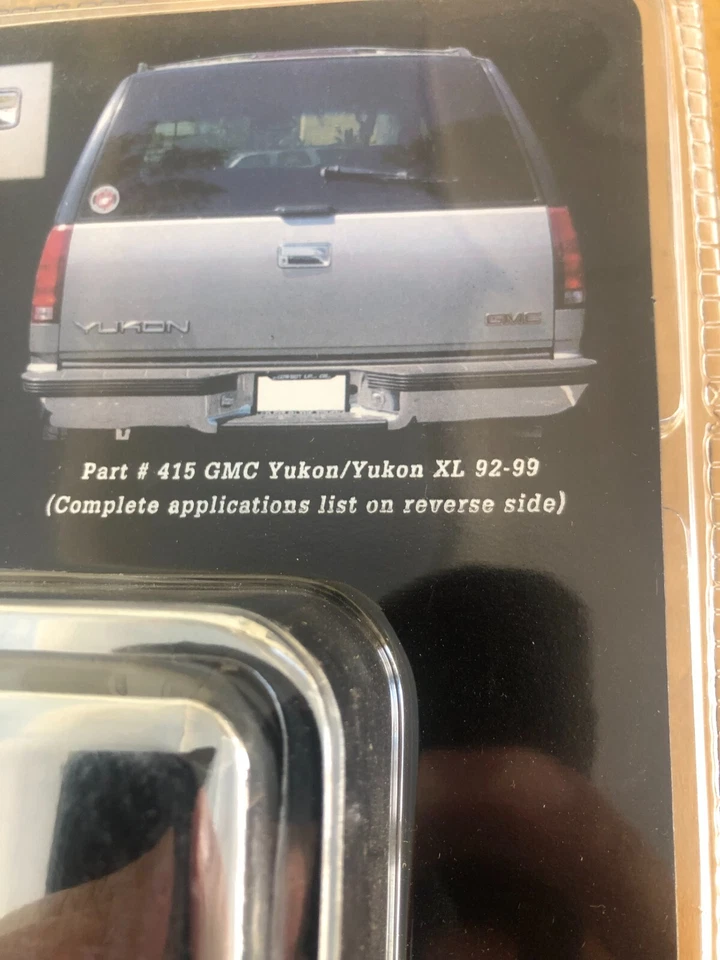 YUKON
GMC
Part # 415 GMC Yukon/Yukon XL 92-99
(Complete applications list on reverse side)